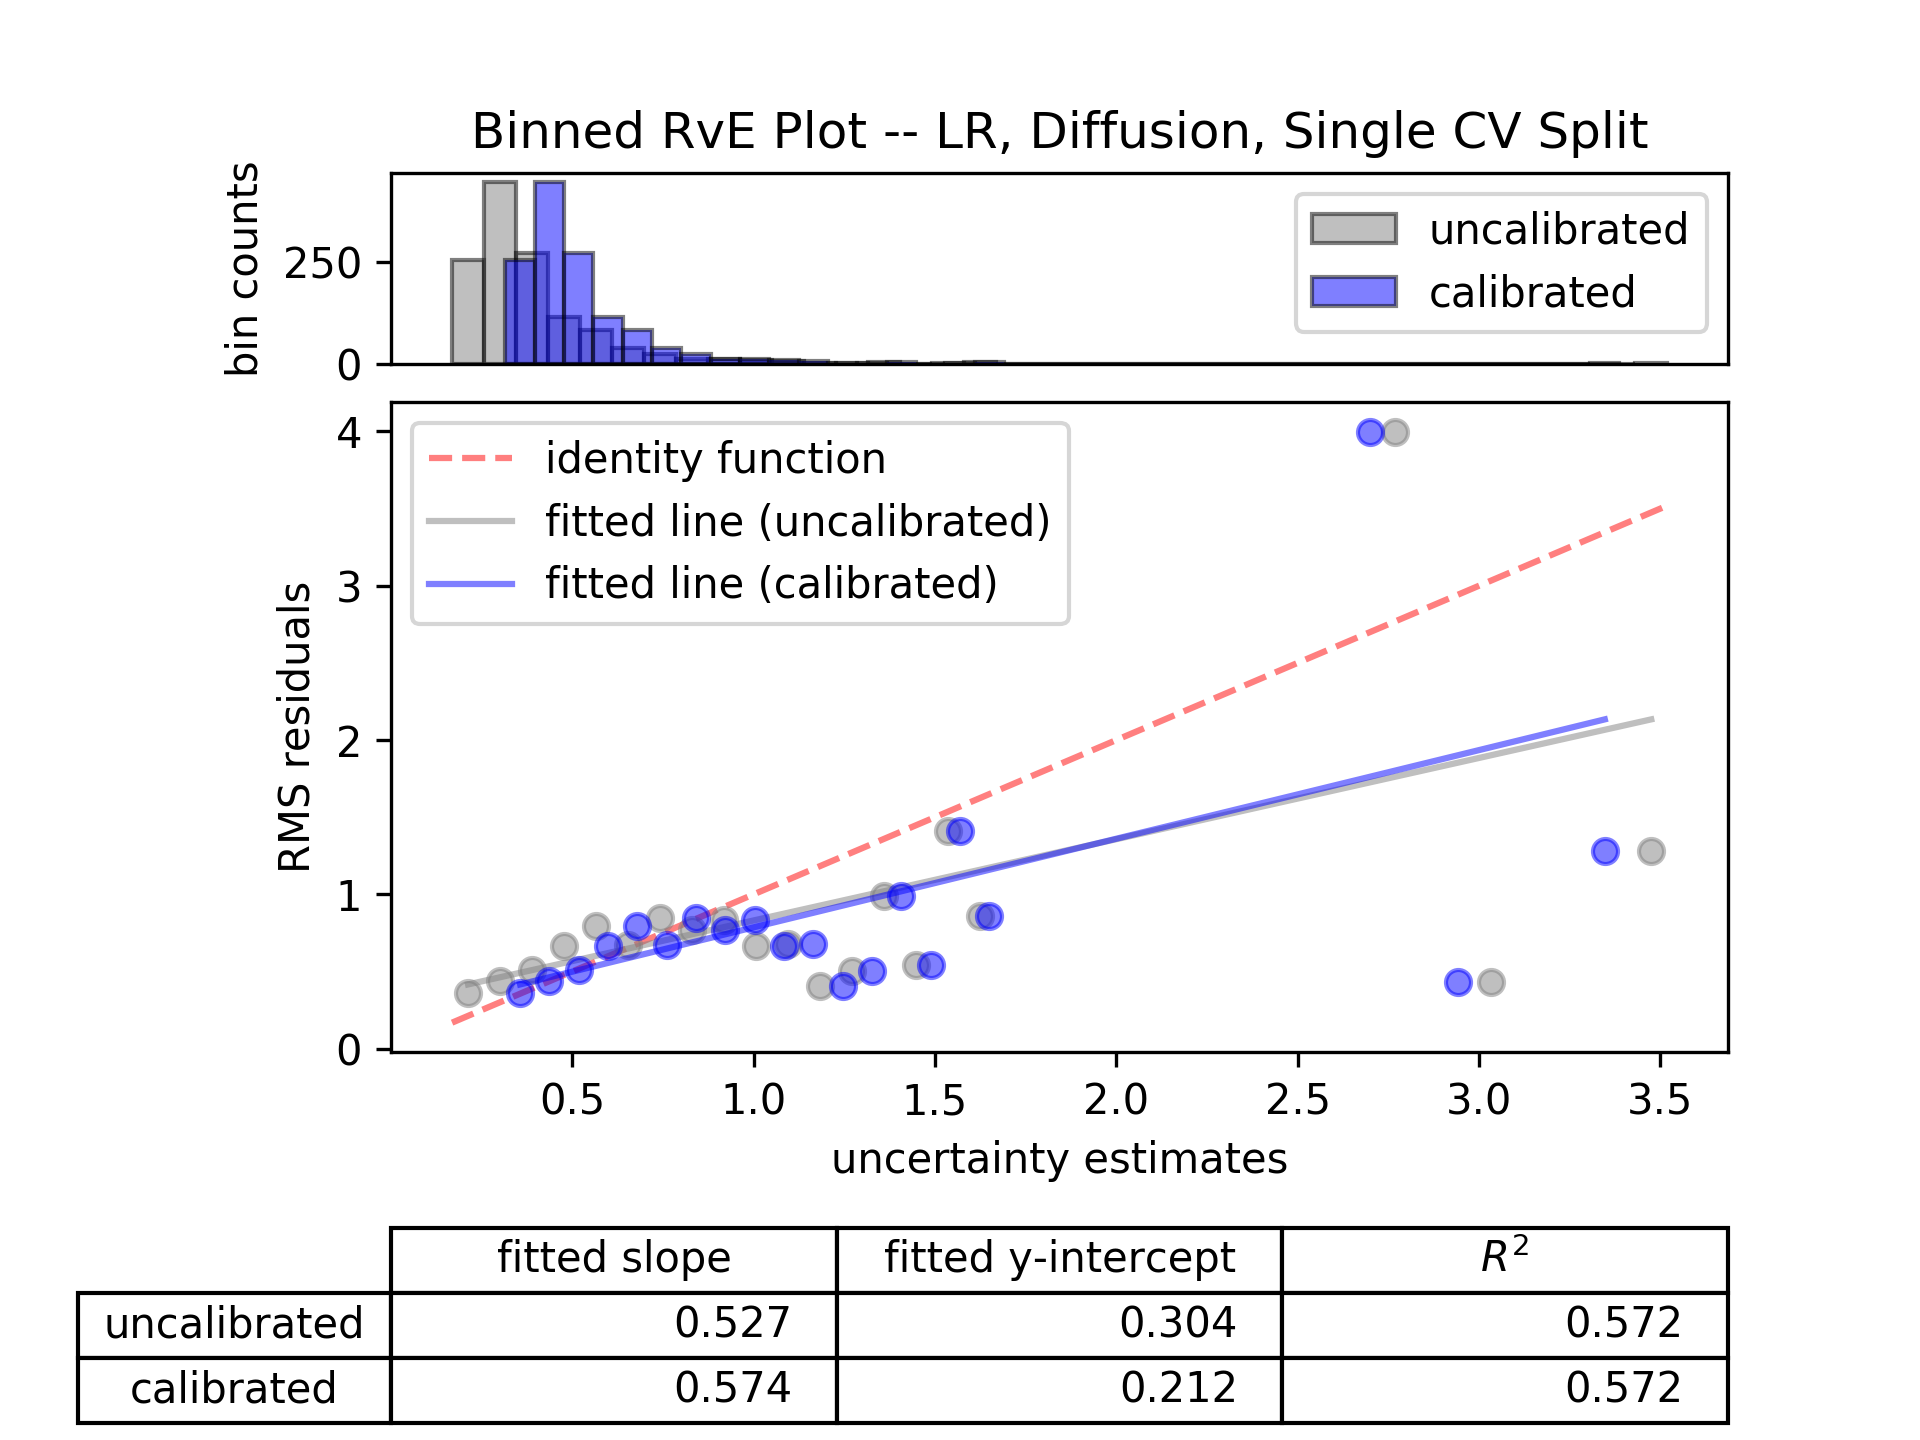 Binned RvE Plot -- LR, Diffusion, Single CV Split
bin counts
250
0
uncalibrated
calibrated
identity function
fitted line (uncalibrated)
fitted line (calibrated)
RMS residuals
4
3
2
1
0
0.5 1.0 1.5 2.0 2.5 3.0 3.5
uncertainty estimates
fitted slope fitted y-intercept R²
uncalibrated 0.527 0.304 0.572
calibrated 0.574 0.212 0.572